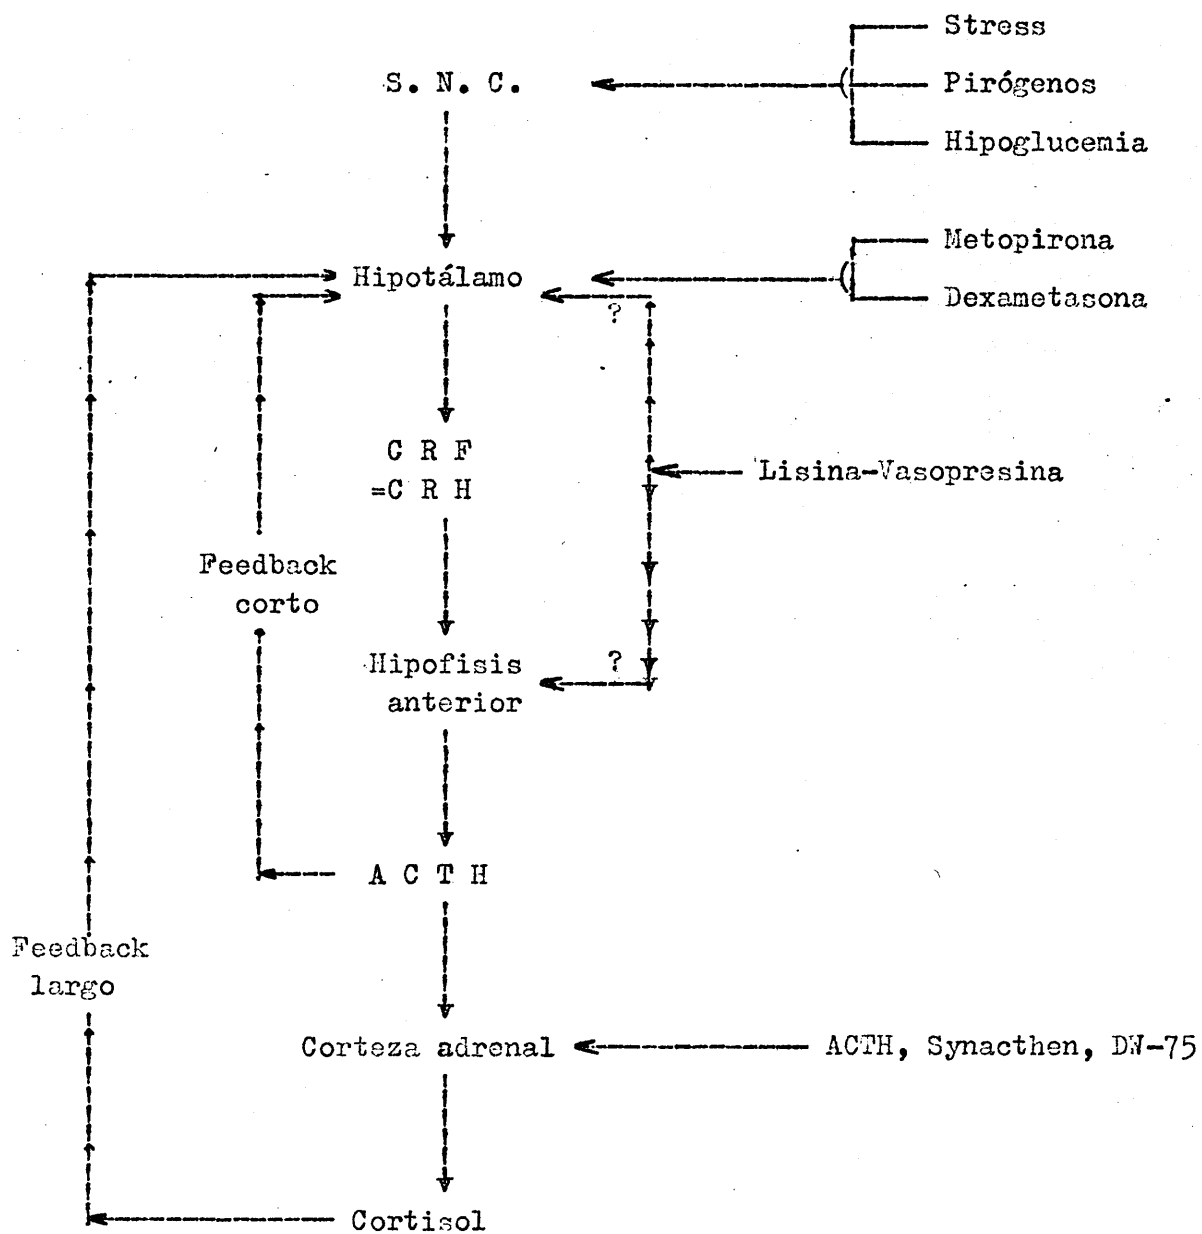 Stress
S. N. C.
Pirógenos
Hipoglucemia
Metopirona
Hipotálamo
Dexametasona
?
C R F
=C R H
Lisina-Vasopresina
Feedback
corto
Hipofisis
anterior
?
A C T H
Feedback
largo
Corteza adrenal
ACTH, Synacthen, DW-75
Cortisol